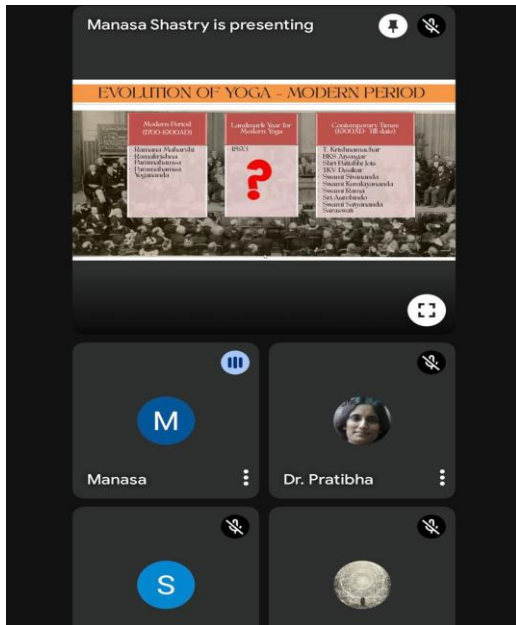 Manasa Shastry is presenting
EVOLUTION OF YOGA - MODERN PERIOD
Modern Period
(1700-1900AD)
Ramana Maharshi
Ramakrishna
Paramahamsa
Paramahamsa
Yogananda
Landmark Year for
Modern Yoga
1893
?
Contemporary Times
(1900AD- Till date)
T. Krishnamachar
BKS Aiyangar
Shri Pattabhi Jois
TKV Desikar
Swami Sivananda
Swami Kuvalayananda
Swami Rama
Sri Aurobindo
Swami Satyananda
Saraswati
M
Manasa
Dr. Pratibha
S